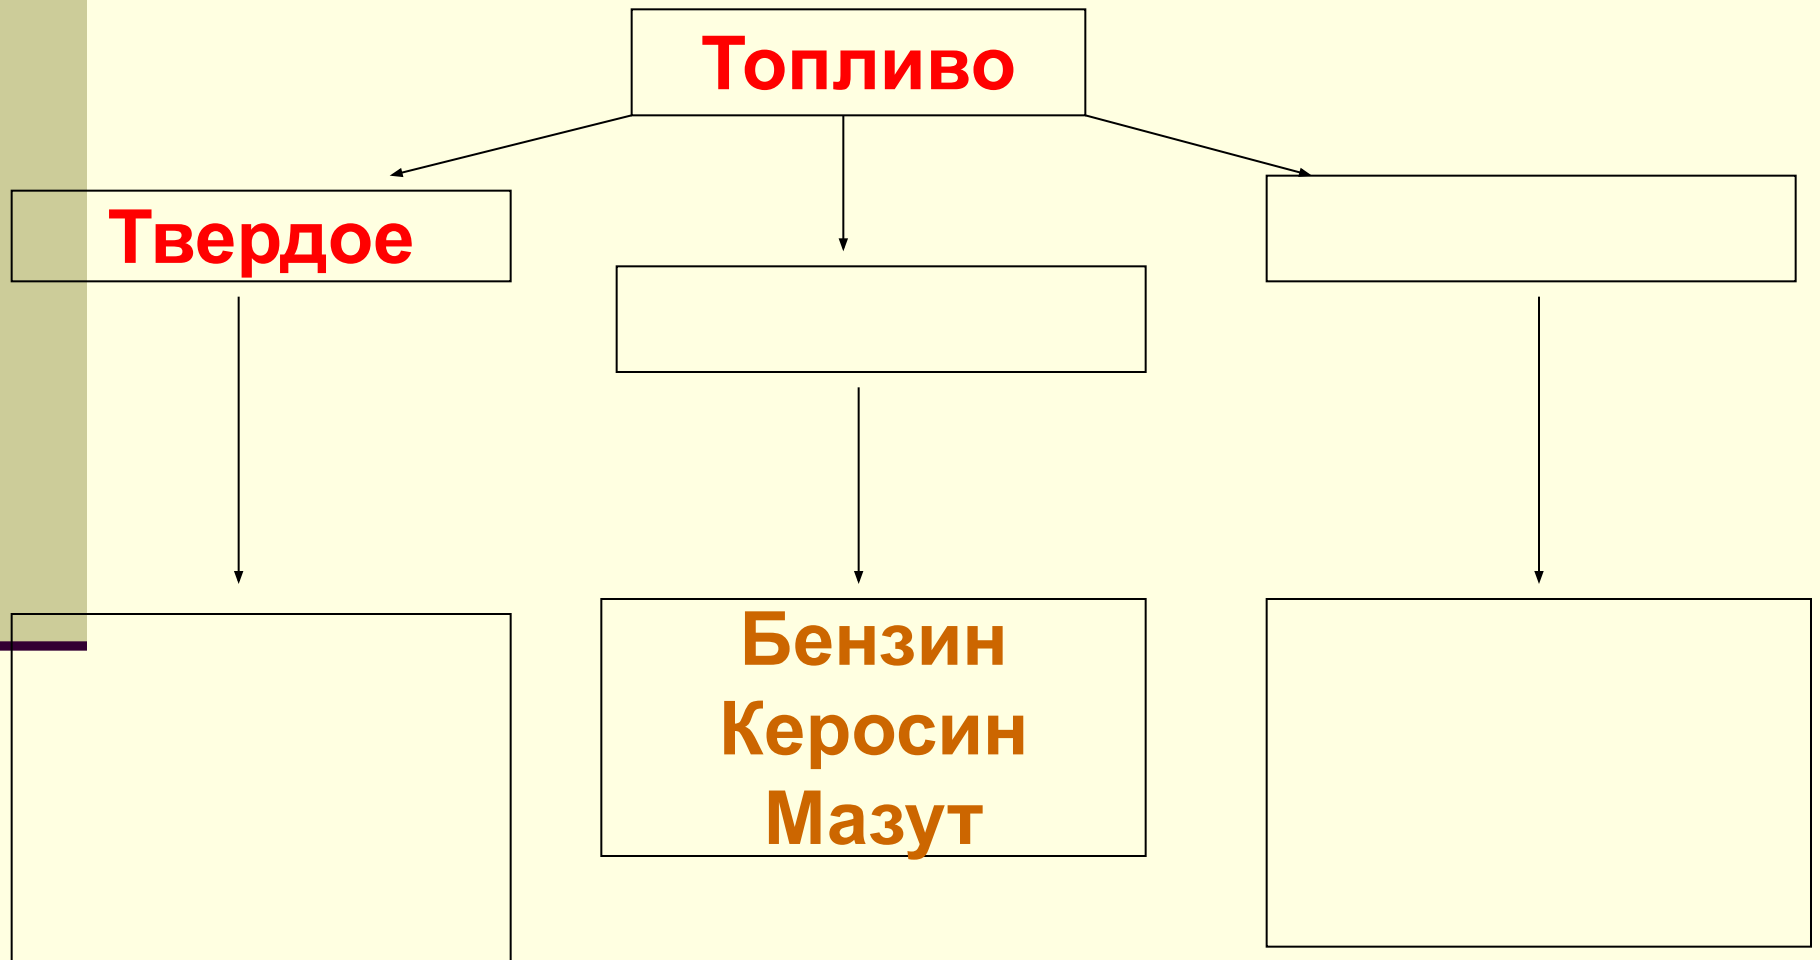 Топливо
Твердое
Бензин
Керосин
Мазут